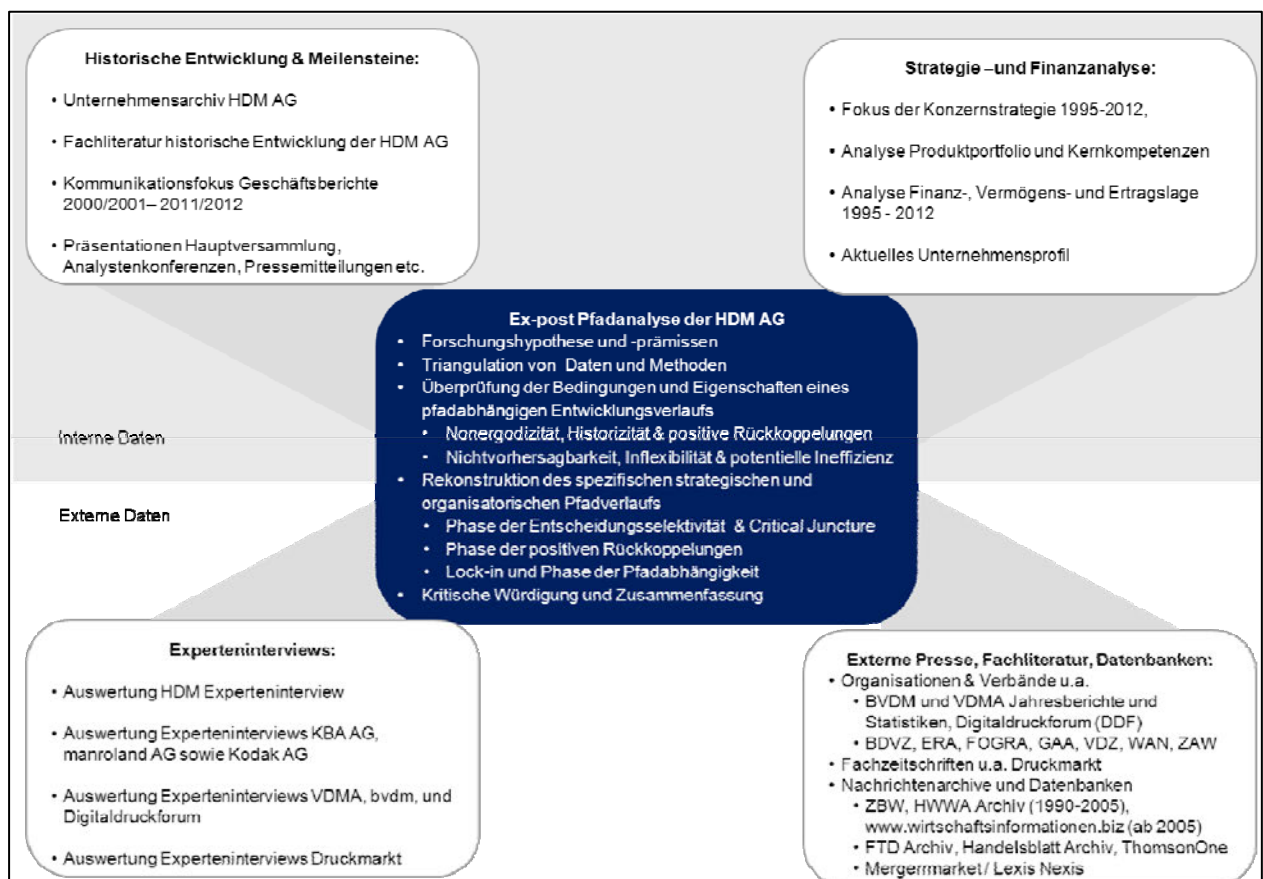 Historische Entwicklung & Meilensteine:
• Unternehmensarchiv HDM AG
• Fachliteratur historische Entwicklung der HDM AG
• Kommunikationsfokus Geschäftsberichte
2000/2001– 2011/2012
• Präsentationen Hauptversammlung,
Analystenkonferenzen, Pressemitteilungen etc.
Strategie –und Finanzanalyse:
• Fokus der Konzernstrategie 1995-2012,
• Analyse Produktportfolio und Kernkompetenzen
• Analyse Finanz-, Vermögens- und Ertragslage
1995 - 2012
• Aktuelles Unternehmensprofil
Ex-post Pfadanalyse der HDM AG
• Forschungshypothese und -prämissen
• Triangulation von Daten und Methoden
• Überprüfung der Bedingungen und Eigenschaften eines
pfadabhängigen Entwicklungsverlaufs
• Nonergodizität, Historizität & positive Rückkoppelungen
• Nichtvorhersagbarkeit, Inflexibilität & potentielle Ineffizienz
• Rekonstruktion des spezifischen strategischen und
organisatorischen Pfadverlaufs
• Phase der Entscheidungsselektivität & Critical Juncture
• Phase der positiven Rückkoppelungen
• Lock-in und Phase der Pfadabhängigkeit
• Kritische Würdigung und Zusammenfassung
Interne Daten
Externe Daten
Experteninterviews:
• Auswertung HDM Experteninterview
• Auswertung Experteninterviews KBA AG,
manroland AG sowie Kodak AG
• Auswertung Experteninterviews VDMA, bvdm, und
Digitaldruckforum
• Auswertung Experteninterviews Druckmarkt
Externe Presse, Fachliteratur, Datenbanken:
• Organisationen & Verbände u.a.
• BVDM und VDMA Jahresberichte und
Statistiken, Digitaldruckforum (DDF)
• BDVZ, ERA, FOGRA, GAA, VDZ, WAN, ZAW
• Fachzeitschriften u.a. Druckmarkt
• Nachrichtenarchive und Datenbanken
• ZBW, HWWA Archiv (1990-2005),
www.wirtschaftsinformationen.biz (ab 2005)
• FTD Archiv, Handelsblatt Archiv, ThomsonOne
• Mergerrmarket / Lexis Nexis